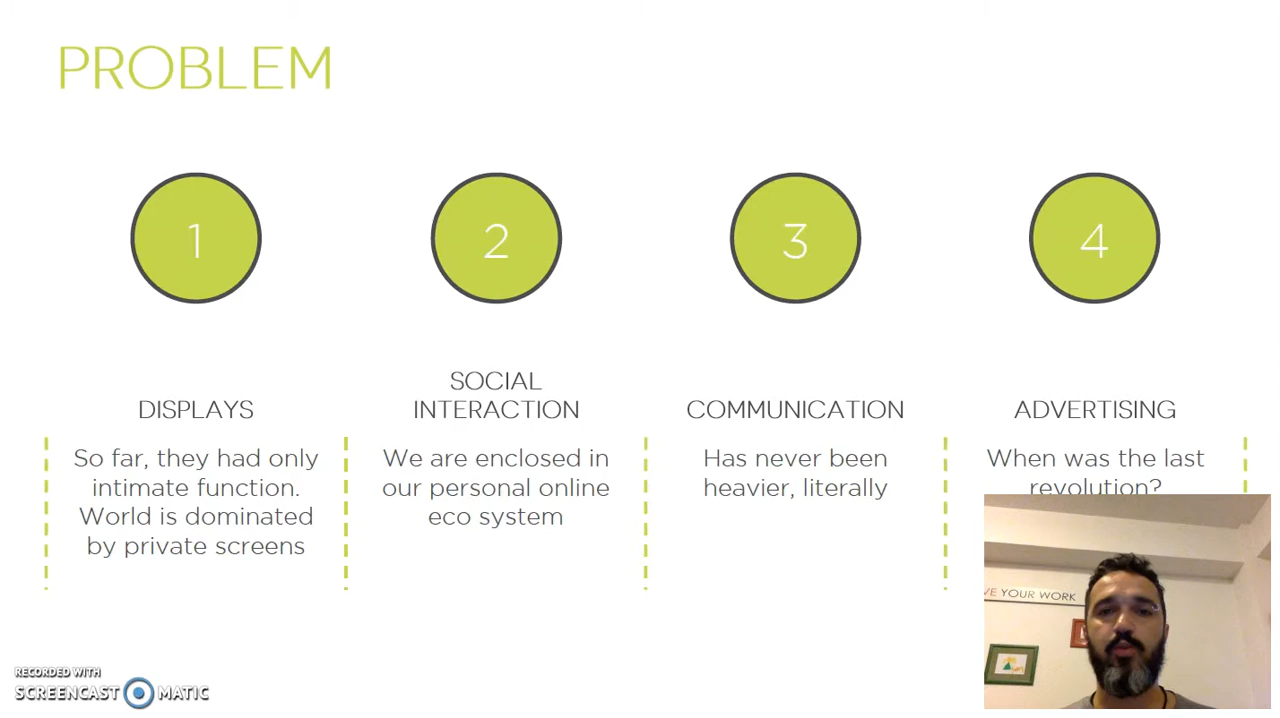 PROBLEM
1
2
3
4
DISPLAYS
So far, they had only
intimate function.
World is dominated
by private screens
SOCIAL
INTERACTION
We are enclosed in
our personal online
eco system
COMMUNICATION
Has never been
heavier, literally
ADVERTISING
When was the last
revolution?
VE YOUR WORK
RECORDED WITH
SCREENCAST MATIC